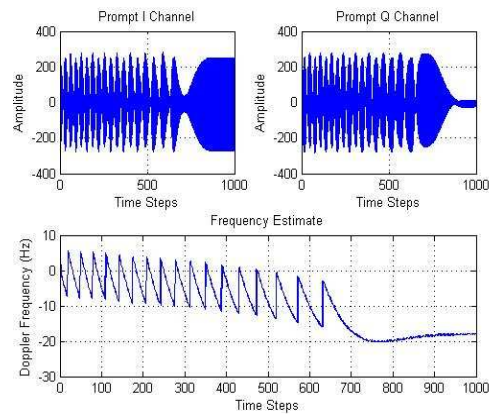 Prompt I Channel
Prompt Q Channel
400
200
0
-200
-400
Amplitude
0
500
1000
Time Steps
400
200
0
-200
-400
Amplitude
0
500
1000
Time Steps
Frequency Estimate
10
0
-10
-20
-30
Doppler Frequency (Hz)
0 100 200 300 400 500 600 700 800 900 1000
Time Steps